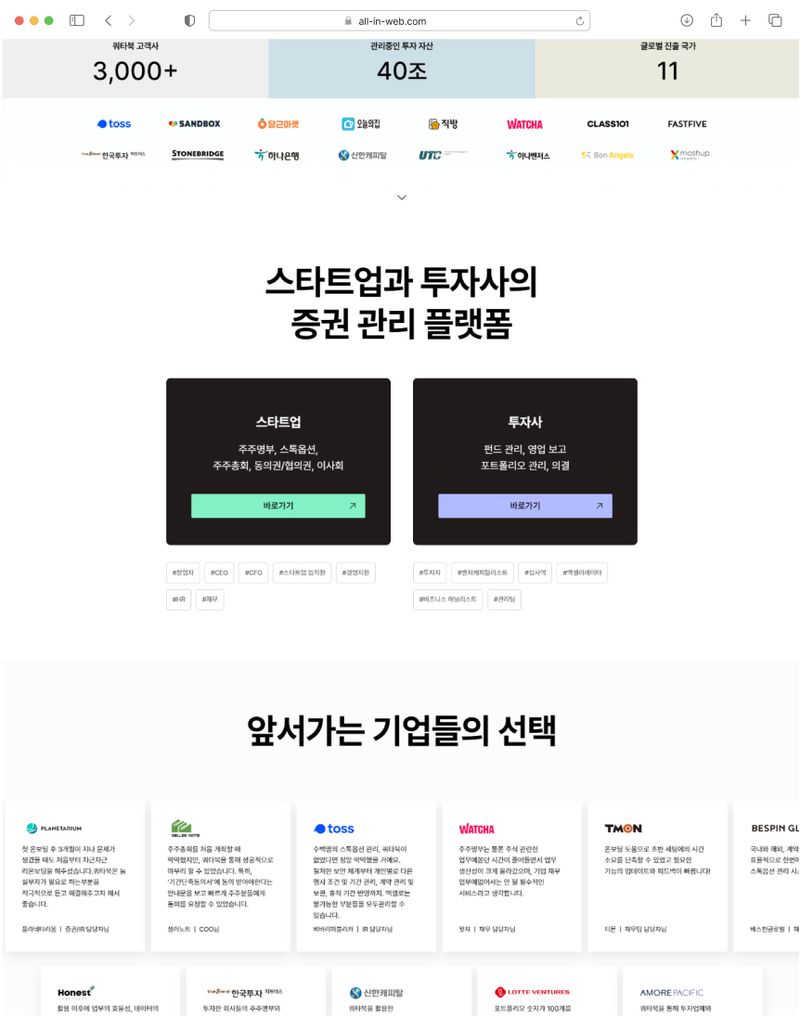 all-in-web.com
쿼타북 고객사
3,000+
관리중인 투자 자산
40조
글로벌 진출 국가
11
toss
SANDBOX
당근마켓
오늘의집
직방
WATCHA
CLASS101
FASTFIVE
true friend 한국투자 파트너스
STONEBRIDGE
하나은행
신한캐피탈
UTC
하나벤처스
Bon Angels
mashup angels
스타트업과 투자사의
증권 관리 플랫폼
스타트업
주주명부, 스톡옵션,
주주총회, 동의권/협의권, 이사회
바로가기
투자사
펀드 관리, 영업 보고
포트폴리오 관리, 의결
바로가기
#창업자 #CEO #CFO #스타트업 임직원 #경영지원
#HR #재무
#투자자 #벤처캐피탈리스트 #심사역 #액셀러레이터
#비즈니스 애널리스트 #관리팀
앞서가는 기업들의 선택
PLANETARIUM
첫 온보딩 후 3개월이 지나 문제가
생겼을 때도 처음부터 차근차근
리온보딩을 해주셨습니다.쿼타북은 늘
실부자가 필요로 하는부분을
적극적으로 듣고 해결해주고자 해서
좋습니다.
플라네타리움 | 증권/IR 담당자님
SELLER NOTE
주주총회를 처음 개최할 때
막막했지만, 쿼타북을 통해 성공적으로
마무리 할 수 있었습니다. 특히,
'기간단축동의서'에 동의 받아야한다는
안내문을 보고 빠르게 주주분들에게
동의를 요청할 수 있었습니다.
셀러노트 | COO님
toss
수백명의 스톡옵션 관리, 쿼타북이
없었다면 정말 막막했을 거예요.
철저한 보안 체계부터 개인별로 다른
행사 조건 및 기간 관리, 계약 관리 및
보관, 휴직 기간 반영까지. 엑셀로는
불가능한 부분들을 모두관리할 수
있습니다.
비바리퍼블리카 | IR 담당자님
WATCHA
주주명부는 물론 주식 관련한
업무에쏟던 시간이 줄어들면서 업무
생산성이 크게 올라갔으며, 기업 재무
업무에없어서는 안 될 필수적인
서비스라고 생각합니다.
왓챠 | 재무 담당자님
TMON
온보딩 도움으로 초반 세팅에의 시간
소요를 단축할 수 있었고 필요한
기능의 업데이트와 피드백이 빠릅니다!
티몬 | 재무팀 담당자님
BESPIN GL
국내와 해외, 계약
효율적으로 한번에
스톡옵션 관리 시
베스핀글로벌 | 재
Honest
활용 이후에 업무의 효율성, 데이터의
true friend 한국투자 파트너스
투자한 회사들의 주주명부와
신한캐피탈
쿼타북을 활용한
LOTTE VENTURES
포트폴리오 숫자가 100개를
AMOREPACIFIC
쿼타북을 통해 투자업체와